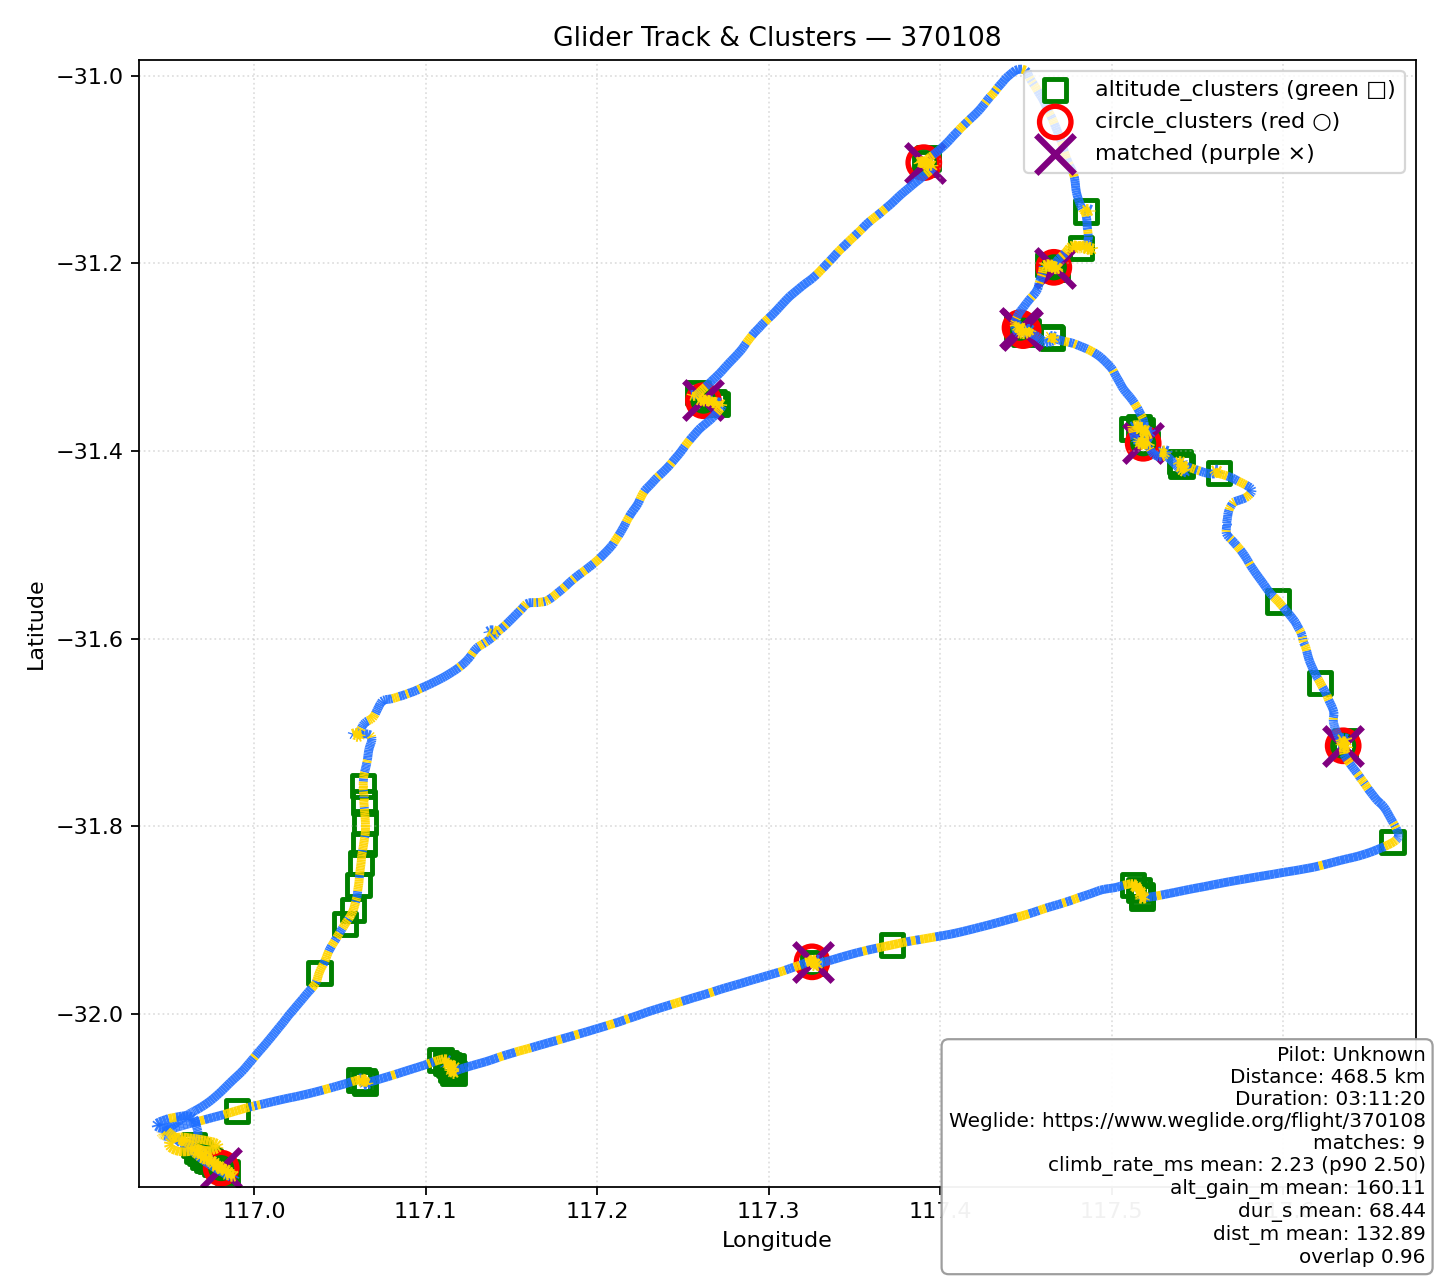 Glider Track & Clusters — 370108
altitude_clusters (green □)
circle_clusters (red ○)
matched (purple ×)
−31.0
−31.2
−31.4
−31.6
−31.8
−32.0
Latitude
117.0
117.1
117.2
117.3
117.4
117.5
Longitude
Pilot: Unknown
Distance: 468.5 km
Duration: 03:11:20
Weglide: https://www.weglide.org/flight/370108
matches: 9
climb_rate_ms mean: 2.23 (p90 2.50)
alt_gain_m mean: 160.11
dur_s mean: 68.44
dist_m mean: 132.89
overlap 0.96